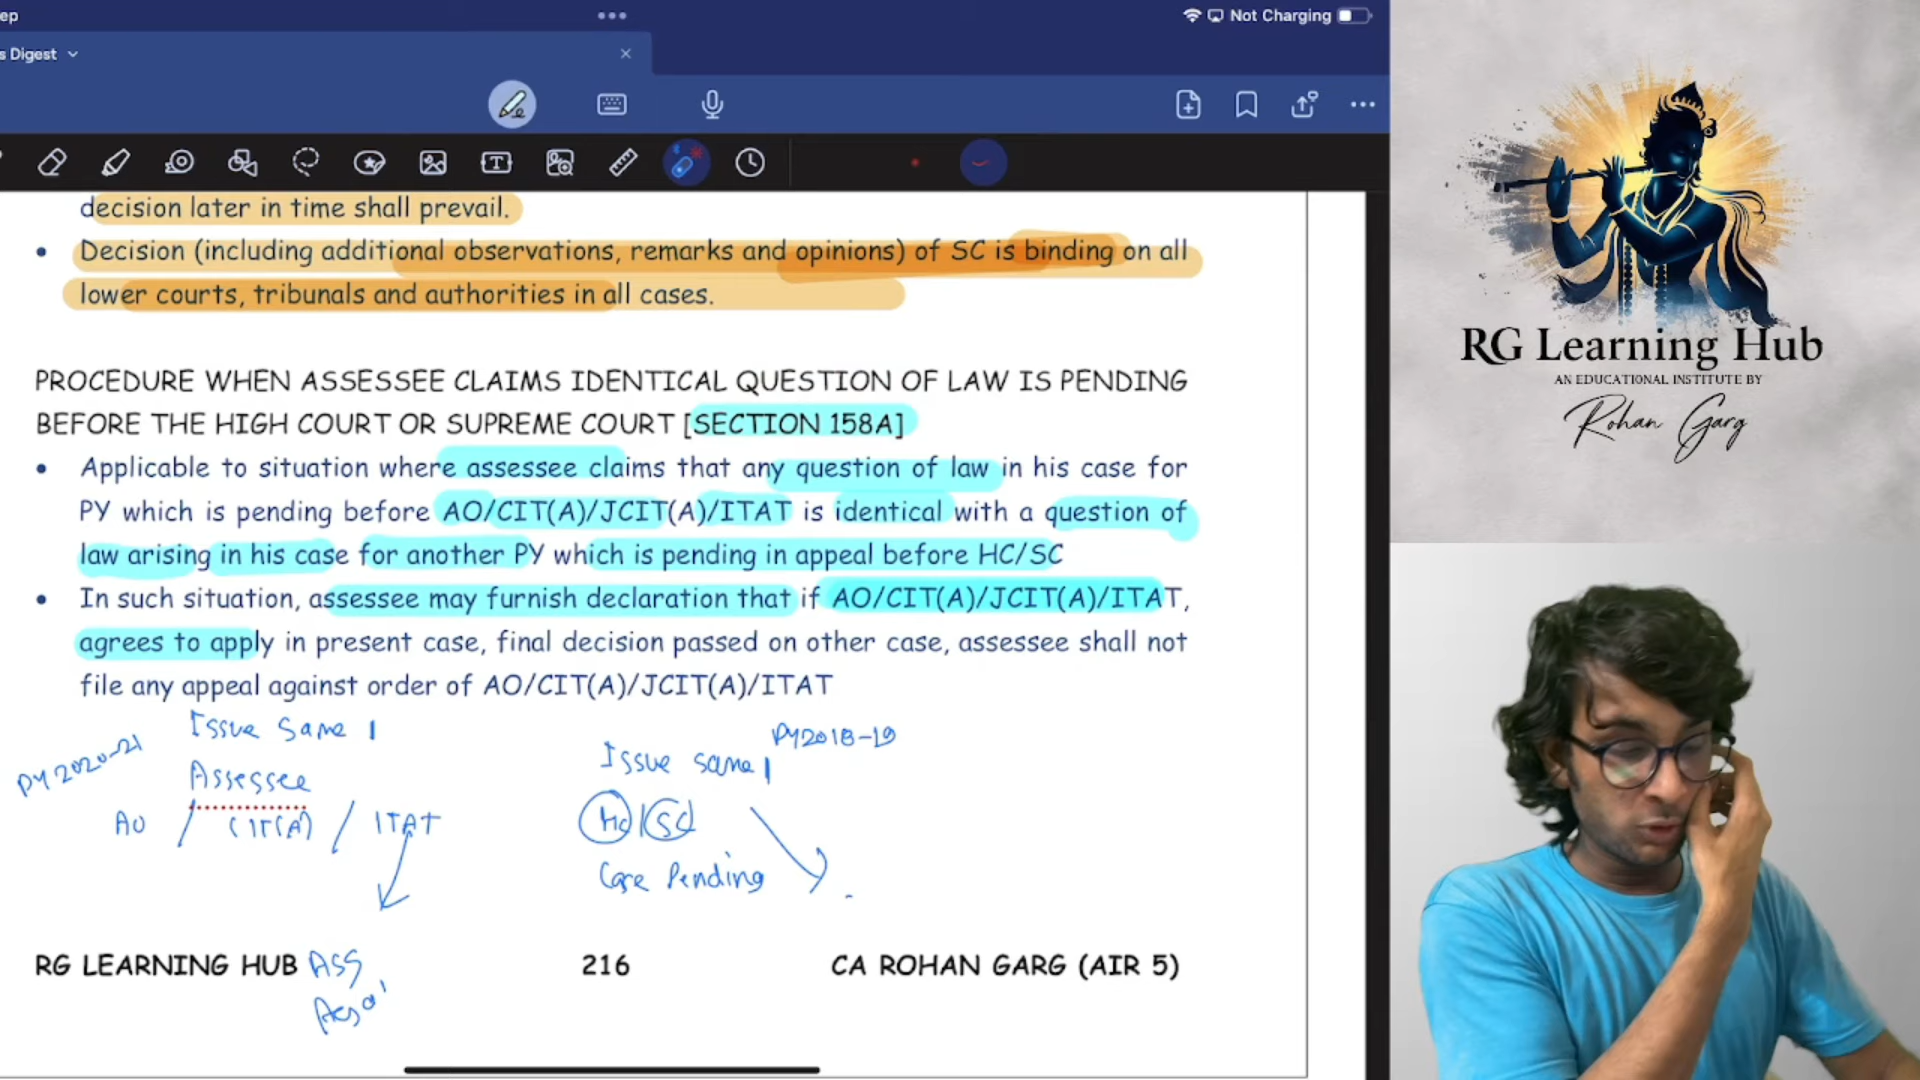 ep
Not Charging
s Digest
decision later in time shall prevail.
• Decision (including additional observations, remarks and opinions) of SC is binding on all
lower courts, tribunals and authorities in all cases.
PROCEDURE WHEN ASSESSEE CLAIMS IDENTICAL QUESTION OF LAW IS PENDING
BEFORE THE HIGH COURT OR SUPREME COURT [SECTION 158A]
• Applicable to situation where assessee claims that any question of law in his case for
PY which is pending before AO/CIT(A)/JCIT(A)/ITAT is identical with a question of
law arising in his case for another PY which is pending in appeal before HC/SC
• In such situation, assessee may furnish declaration that if AO/CIT(A)/JCIT(A)/ITAT,
agrees to apply in present case, final decision passed on other case, assessee shall not
file any appeal against order of AO/CIT(A)/JCIT(A)/ITAT
PY 2020-21
Issue Same 1
Assessee
AO / CIT(A) / ITAT
PY 2018-19
Issue same 1
HC/SC
Case Pending
RG LEARNING HUB
216
CA ROHAN GARG (AIR 5)
Ass
RG Learning Hub
AN EDUCATIONAL INSTITUTE BY
Rohan Garg